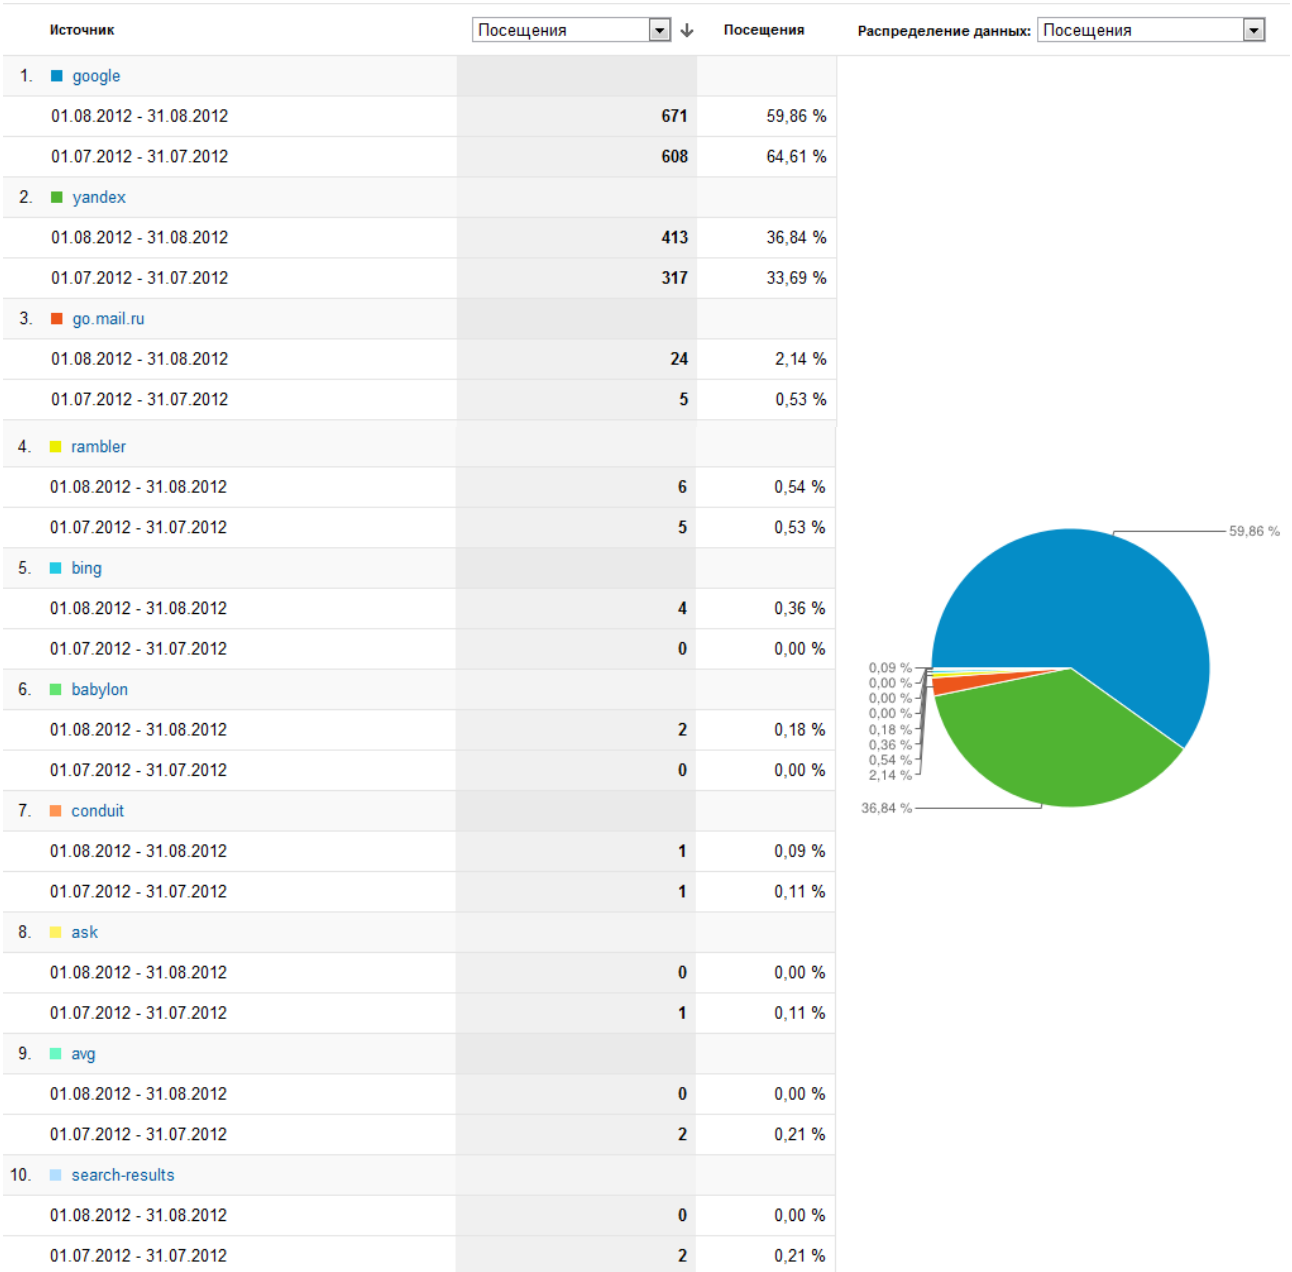 Источник Посещения Посещения Распределение данных: Посещения
1. google
01.08.2012 - 31.08.2012 671 59,86 %
01.07.2012 - 31.07.2012 608 64,61 %
2. yandex
01.08.2012 - 31.08.2012 413 36,84 %
01.07.2012 - 31.07.2012 317 33,69 %
3. go.mail.ru
01.08.2012 - 31.08.2012 24 2,14 %
01.07.2012 - 31.07.2012 5 0,53 %
4. rambler
01.08.2012 - 31.08.2012 6 0,54 %
01.07.2012 - 31.07.2012 5 0,53 %
5. bing
01.08.2012 - 31.08.2012 4 0,36 %
01.07.2012 - 31.07.2012 0 0,00 %
6. babylon
01.08.2012 - 31.08.2012 2 0,18 %
01.07.2012 - 31.07.2012 0 0,00 %
7. conduit
01.08.2012 - 31.08.2012 1 0,09 %
01.07.2012 - 31.07.2012 1 0,11 %
8. ask
01.08.2012 - 31.08.2012 0 0,00 %
01.07.2012 - 31.07.2012 1 0,11 %
9. avg
01.08.2012 - 31.08.2012 0 0,00 %
01.07.2012 - 31.07.2012 2 0,21 %
10. search-results
01.08.2012 - 31.08.2012 0 0,00 %
01.07.2012 - 31.07.2012 2 0,21 %
59,86 %
0,09 %
0,00 %
0,00 %
0,00 %
0,18 %
0,36 %
0,54 %
2,14 %
36,84 %